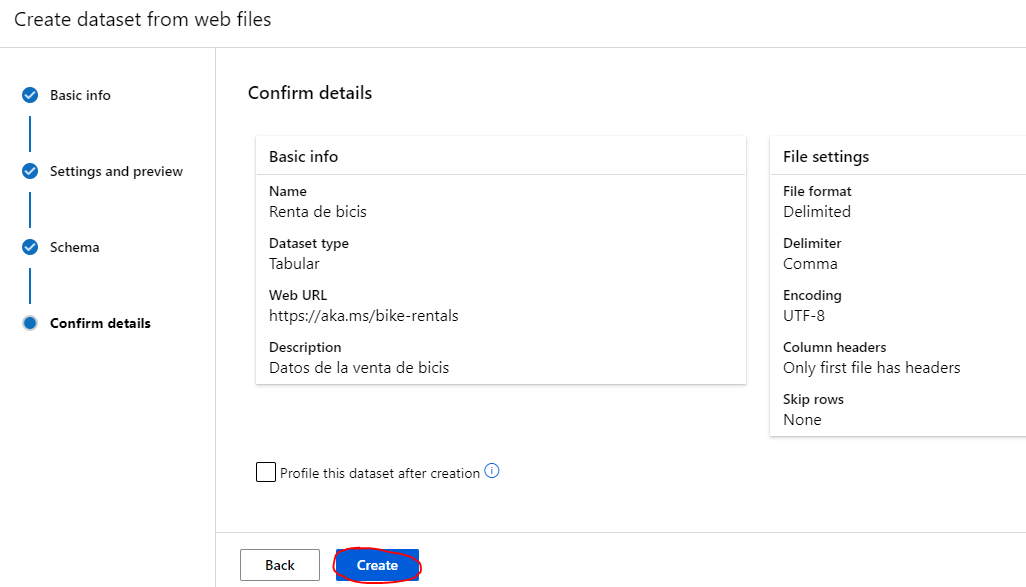 Create dataset from web files
Basic info
Settings and preview
Schema
Confirm details
Confirm details
Basic info
Name
Renta de bicis
Dataset type
Tabular
Web URL
https://aka.ms/bike-rentals
Description
Datos de la venta de bicis
File settings
File format
Delimited
Delimiter
Comma
Encoding
UTF-8
Column headers
Only first file has headers
Skip rows
None
Profile this dataset after creation
Back
Create